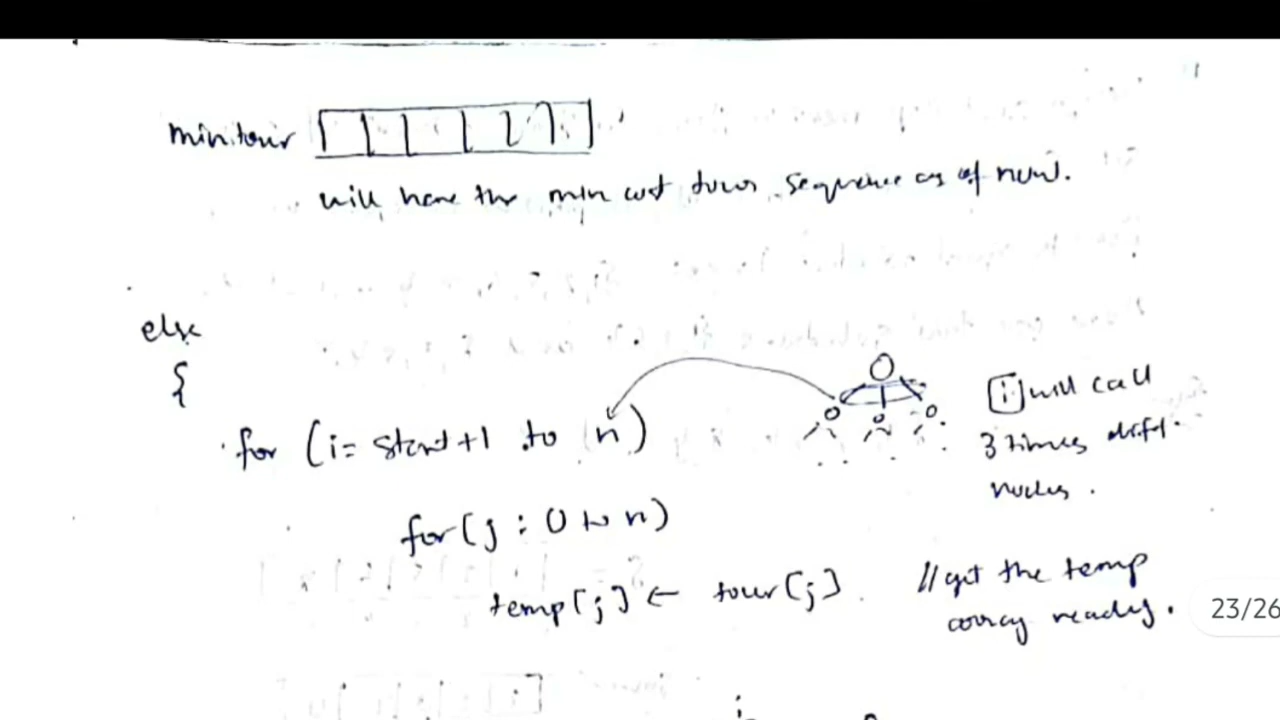 mintour
will have the min cost tour sequence as of now.
else
{
for (i= start+1 to n)
[i] will call
3 times diff.
nodes.
for(j : 0 to n)
temp[j] ← tour[j]
//get the temp
array ready.
23/26
i